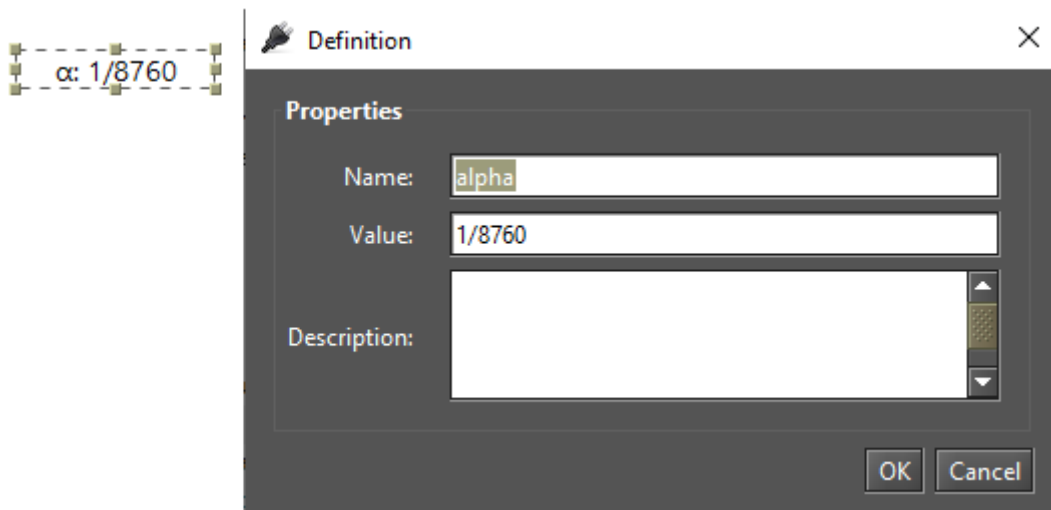 α: 1/8760
Definition
Properties
Name: alpha
Value: 1/8760
Description:
OK Cancel